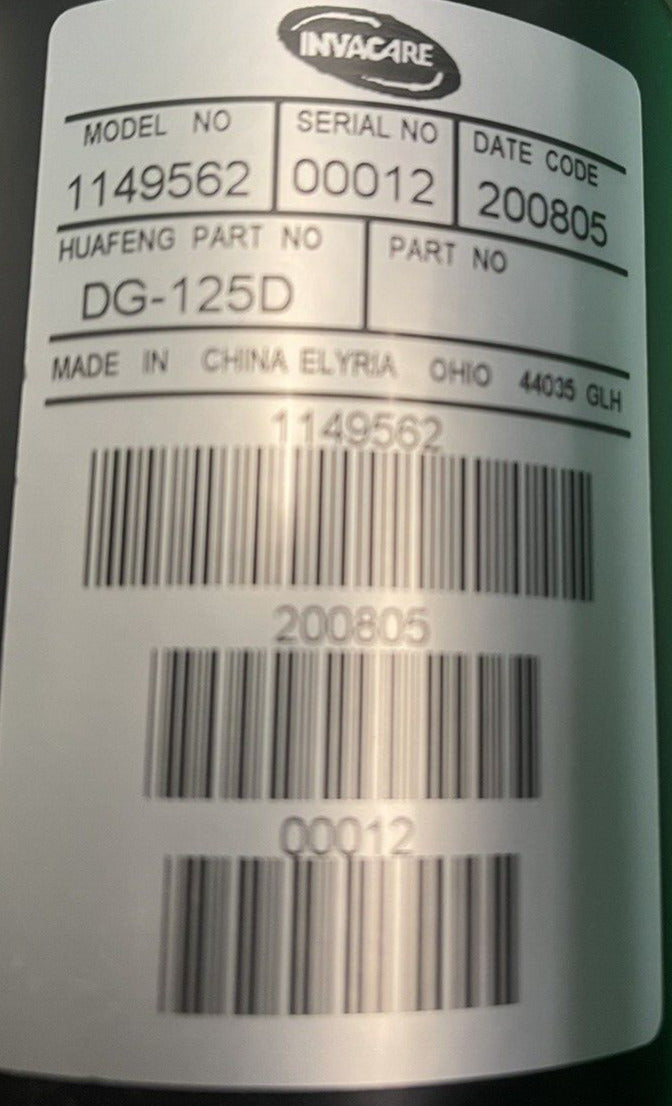 INVACARE
MODEL NO SERIAL NO DATE CODE
1149562 00012 200805
HUAFENG PART NO PART NO
DG-125D
MADE IN CHINA ELYRIA OHIO 44035 GLH
1149562
200805
00012